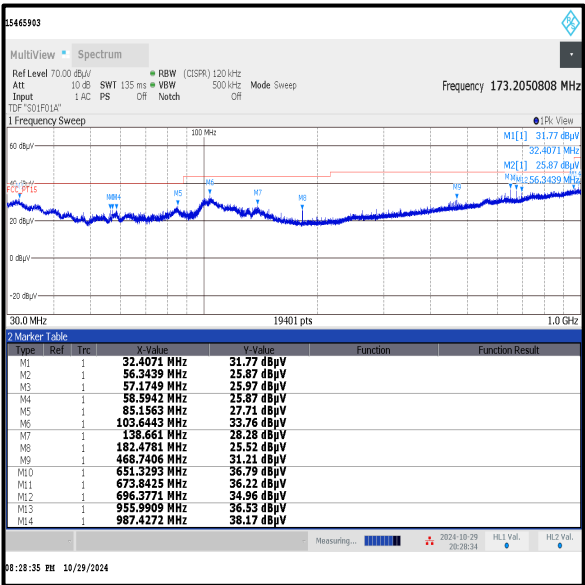 15465903
MultiView Spectrum
Ref Level 70.00 dBµV RBW (CISPR) 120 kHz
Att 10 dB SWT 135 ms VBW 500 kHz Mode Sweep Frequency 173.2050808 MHz
Input 1 AC PS Off Notch Off
TDF "S01F01A"
1 Frequency Sweep 1Pk View
100 MHz M1[1] 31.77 dBµV
60 dBµV 32.4071 MHz
M2[1] 25.87 dBµV
56.3439 MHz
FCC_PT15
M5 M6 M7 M8 M9
20 dBµV
0 dBµV
-20 dBµV
30.0 MHz 19401 pts 1.0 GHz
2 Marker Table
Type Ref Trc X-Value Y-Value Function Function Result
M1 1 32.4071 MHz 31.77 dBµV
M2 1 56.3439 MHz 25.87 dBµV
M3 1 57.1749 MHz 25.97 dBµV
M4 1 58.5942 MHz 25.87 dBµV
M5 1 85.1563 MHz 27.71 dBµV
M6 1 103.6443 MHz 33.76 dBµV
M7 1 138.661 MHz 28.28 dBµV
M8 1 182.4781 MHz 25.52 dBµV
M9 1 468.7406 MHz 31.21 dBµV
M10 1 651.3293 MHz 36.79 dBµV
M11 1 673.8425 MHz 36.22 dBµV
M12 1 696.3771 MHz 34.96 dBµV
M13 1 955.9909 MHz 36.53 dBµV
M14 1 987.4272 MHz 38.17 dBµV
Measuring... 2024-10-29 HL1 Val. HL2 Val.
20:28:34
08:28:35 PM 10/29/2024